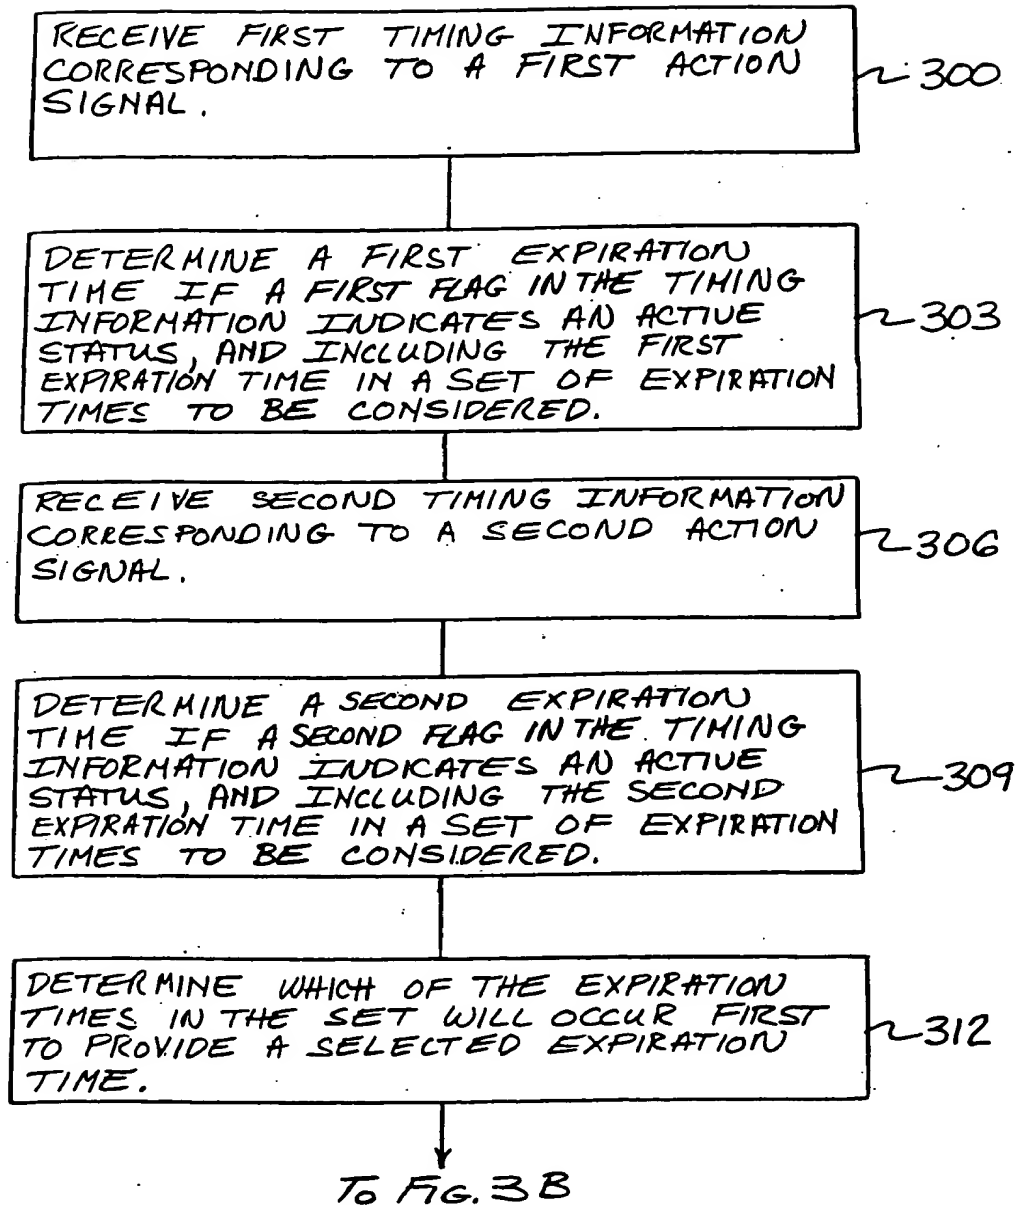 RECEIVE FIRST TIMING INFORMATION
CORRESPONDING TO A FIRST ACTION
SIGNAL.
300
DETERMINE A FIRST EXPIRATION
TIME IF A FIRST FLAG IN THE TIMING
INFORMATION INDICATES AN ACTIVE
STATUS, AND INCLUDING THE FIRST
EXPIRATION TIME IN A SET OF EXPIRATION
TIMES TO BE CONSIDERED.
303
RECEIVE SECOND TIMING INFORMATION
CORRESPONDING TO A SECOND ACTION
SIGNAL.
306
DETERMINE A SECOND EXPIRATION
TIME IF A SECOND FLAG IN THE TIMING
INFORMATION INDICATES AN ACTIVE
STATUS, AND INCLUDING THE SECOND
EXPIRATION TIME IN A SET OF EXPIRATION
TIMES TO BE CONSIDERED.
309
DETERMINE WHICH OF THE EXPIRATION
TIMES IN THE SET WILL OCCUR FIRST
TO PROVIDE A SELECTED EXPIRATION
TIME.
312
TO FIG. 3B